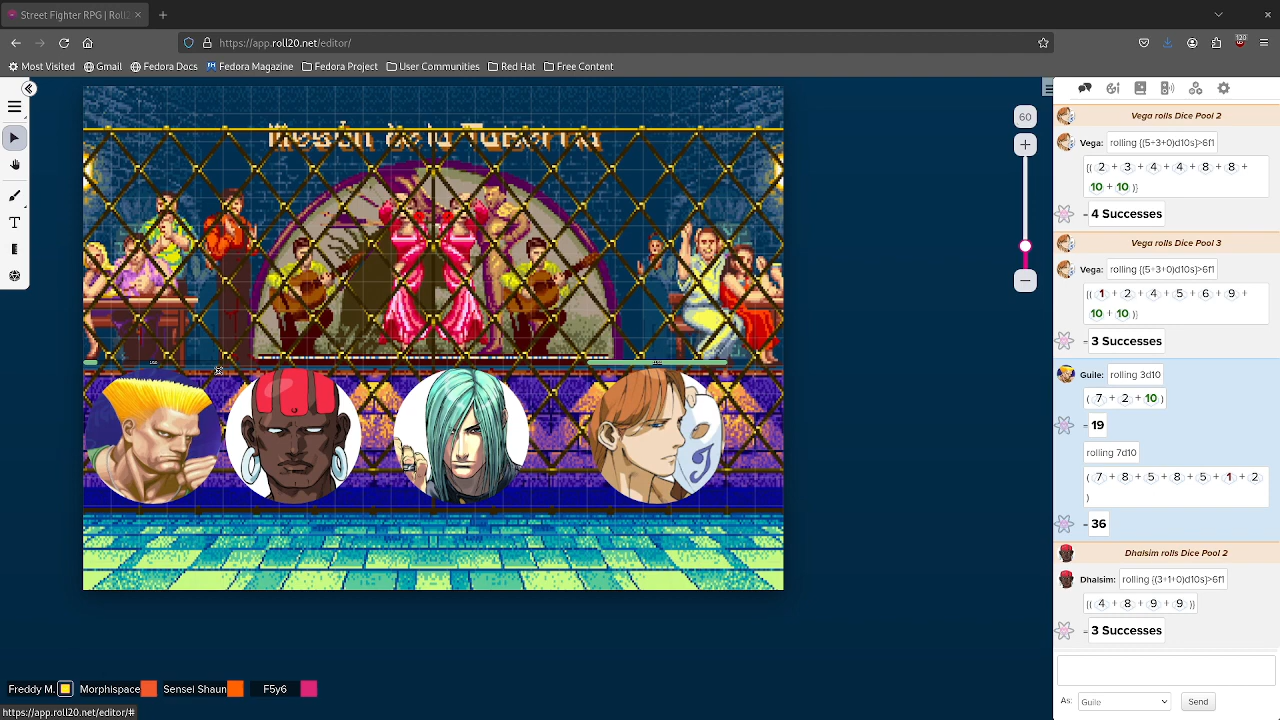 Street Fighter RPG | Roll2
https://app.roll20.net/editor/
120
Most Visited
Gmail
Fedora Docs
Fedora Magazine
Fedora Project
User Communities
Red Hat
Free Content
60
Vega rolls Dice Pool 2
Vega:
rolling {(5+3+0)d10s}>6f1
({ 2 + 3 + 4 + 4 + 8 + 8 +
10 + 10 )}
= 4 Successes
Vega rolls Dice Pool 3
Vega:
rolling {(5+3+0)d10s}>6f1
({ 1 + 2 + 4 + 5 + 6 + 9 +
10 + 10 )}
= 3 Successes
Guile:
rolling 3d10
( 7 + 2 + 10 )
= 19
rolling 7d10
( 7 + 8 + 5 + 8 + 5 + 1 + 2
)
= 36
Dhalsim rolls Dice Pool 2
Dhalsim:
rolling {(3+1+0)d10s}>6f1
({ 4 + 8 + 9 + 9 )}
= 3 Successes
As:
Guile
Send
Freddy M.
Morphispace
Sensei Shaun
F5y6
https://app.roll20.net/editor/#